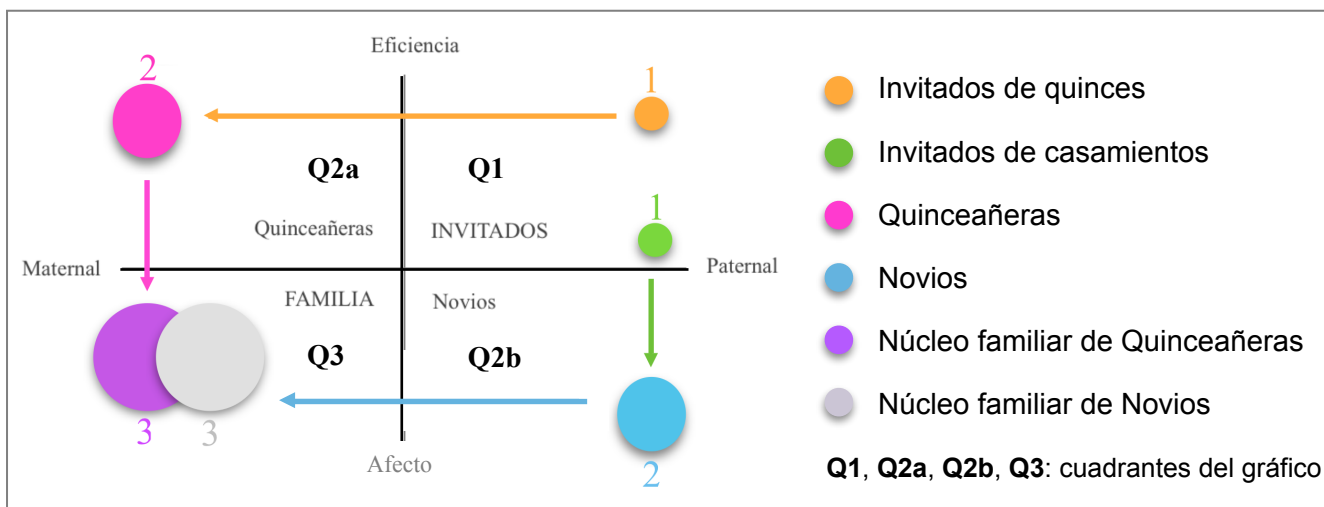 Eficiencia
2
1
Q2a
Q1
1
Quinceañeras
INVITADOS
Maternal
Paternal
FAMILIA
Novios
Q3
Q2b
3
3
Afecto
2
Invitados de quinces
Invitados de casamientos
Quinceañeras
Novios
Núcleo familiar de Quinceañeras
Núcleo familiar de Novios
Q1, Q2a, Q2b, Q3: cuadrantes del gráfico